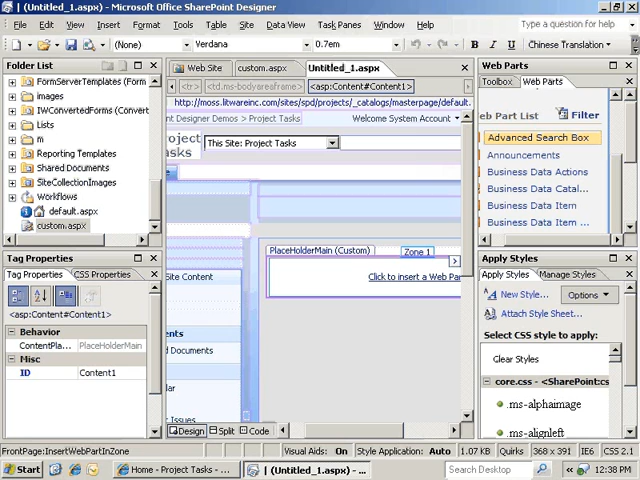 (Untitled_1.aspx) - Microsoft Office SharePoint Designer
File Edit View Insert Format Tools Table Site Data View Task Panes Window Help
Type a question for help
(None) Verdana 0.7em B I U Chinese Translation
Folder List
FormServerTemplates (Form
images
IWConvertedForms (Convert
Lists
m
Reporting Templates
Shared Documents
SiteCollectionImages
Workflows
default.aspx
custom.aspx
Tag Properties
Tag Properties CSS Properties
<asp:Content#Content1>
Behavior
ContentPla... PlaceHolderMain
Misc
ID Content1
Web Site custom.aspx Untitled_1.aspx
<tr> <td.ms-bodyareaframe> <asp:Content#Content1>
http://moss.litwareinc.com/sites/spd/projects/_catalogs/masterpage/default.
int Designer Demos > Project Tasks Welcome System Account
roject
asks
This Site: Project Tasks
PlaceHolderMain (Custom) Zone 1
Click to insert a Web Par
Site Content
ents
d Documents
dar
Issues
Design Split Code
Web Parts
Toolbox Web Parts
eb Part List Filter
Advanced Search Box
Announcements
Business Data Actions
Business Data Catal...
Business Data Item
Business Data Item ...
Apply Styles
Apply Styles Manage Styles
New Style... Options
Attach Style Sheet...
Select CSS style to apply:
Clear Styles
core.css - <SharePoint:cs
.ms-alphaimage
.ms-alignleft
FrontPage:InsertWebPartInZone Visual Aids: On Style Application: Auto 1.07 KB Quirks 368 x 391 IE6 CSS 2.1
Start Home - Project Tasks - ... (Untitled_1.aspx) - ... Search Desktop 12:38 PM